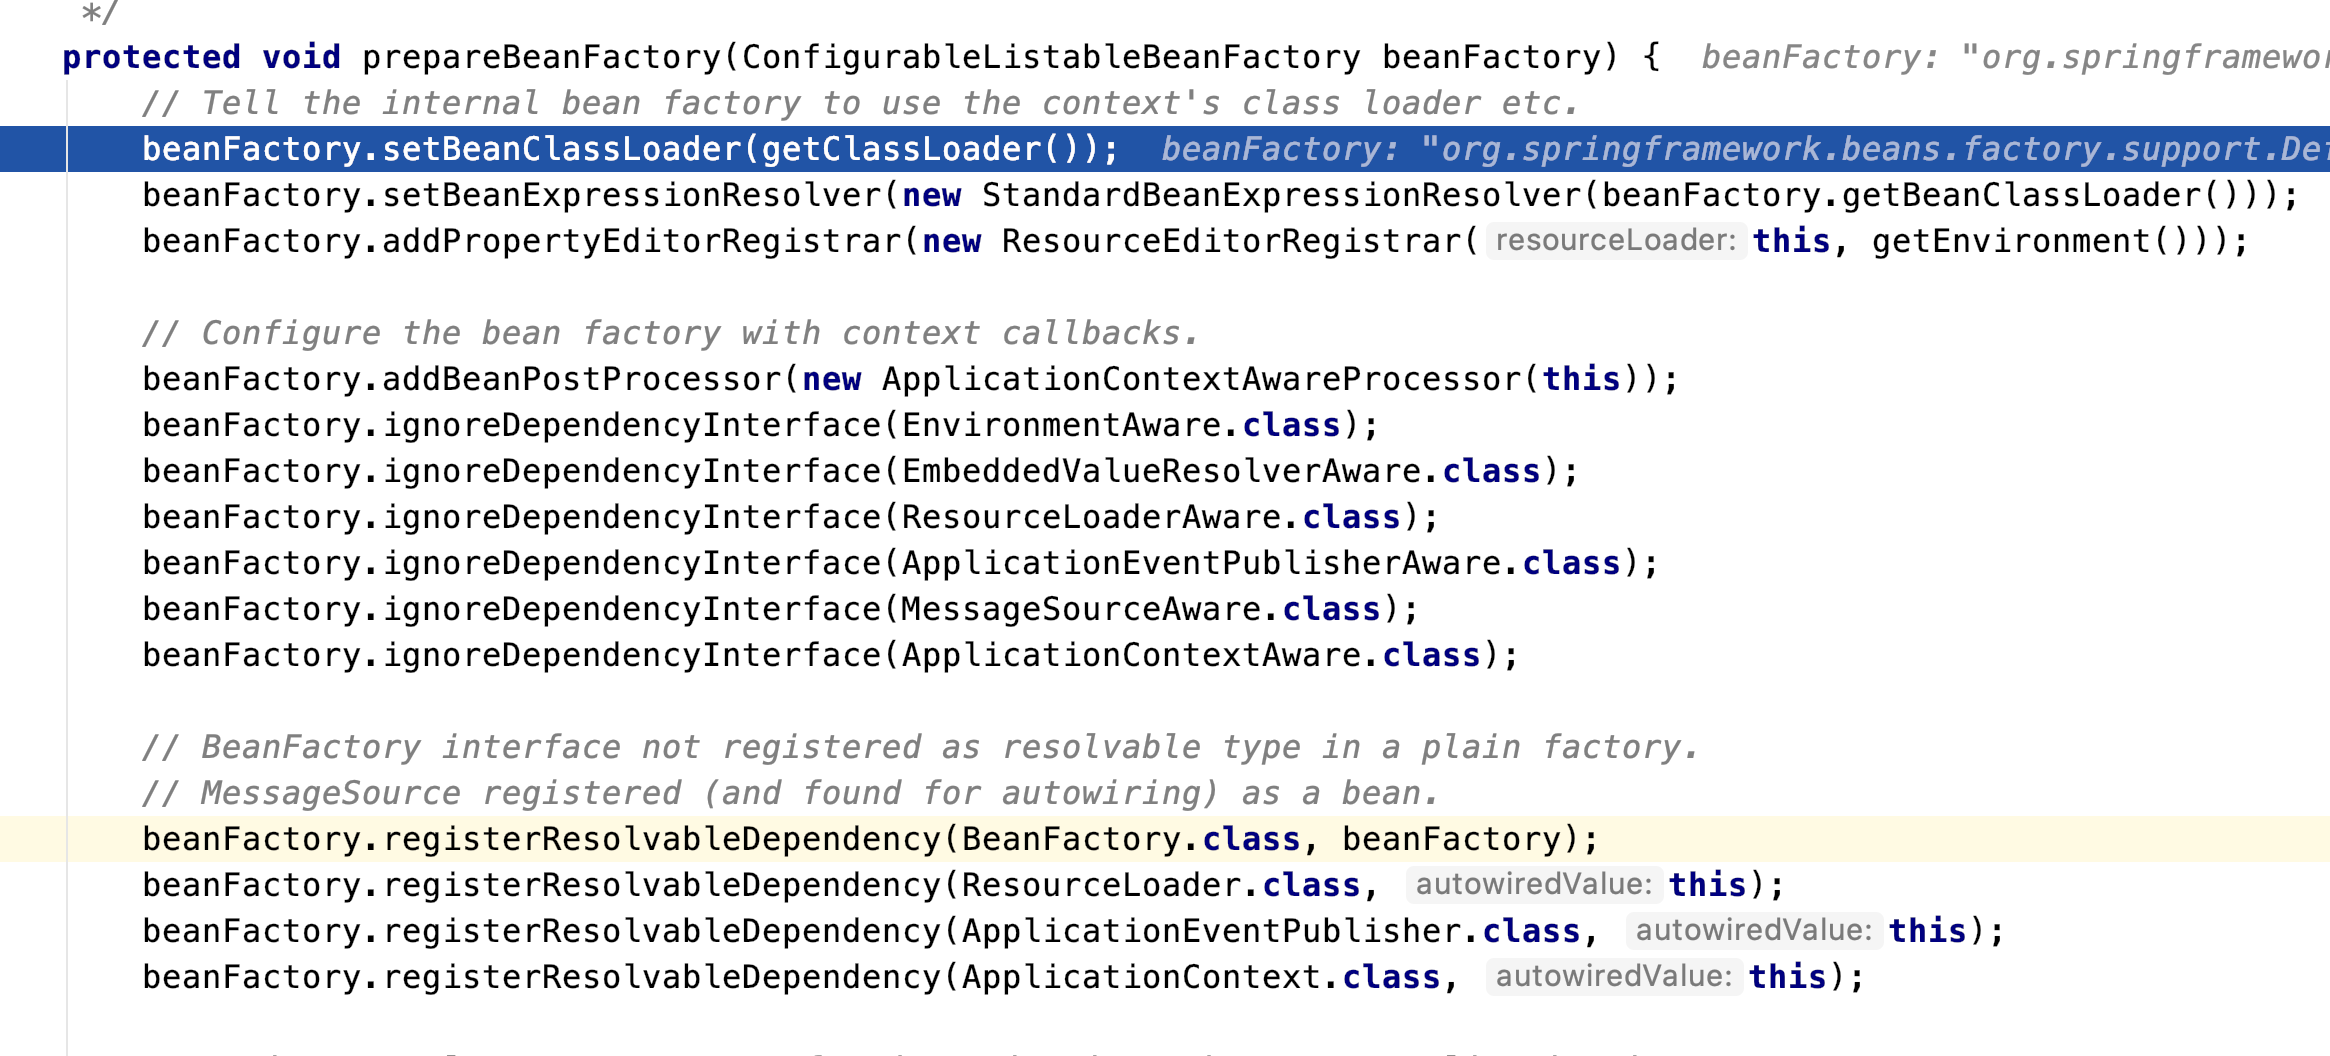 */
protected void prepareBeanFactory(ConfigurableListableBeanFactory beanFactory) { beanFactory: "org.springframewor
// Tell the internal bean factory to use the context's class loader etc.
beanFactory.setBeanClassLoader(getClassLoader()); beanFactory: "org.springframework.beans.factory.support.Def
beanFactory.setBeanExpressionResolver(new StandardBeanExpressionResolver(beanFactory.getBeanClassLoader()));
beanFactory.addPropertyEditorRegistrar(new ResourceEditorRegistrar( resourceLoader: this, getEnvironment()));
// Configure the bean factory with context callbacks.
beanFactory.addBeanPostProcessor(new ApplicationContextAwareProcessor(this));
beanFactory.ignoreDependencyInterface(EnvironmentAware.class);
beanFactory.ignoreDependencyInterface(EmbeddedValueResolverAware.class);
beanFactory.ignoreDependencyInterface(ResourceLoaderAware.class);
beanFactory.ignoreDependencyInterface(ApplicationEventPublisherAware.class);
beanFactory.ignoreDependencyInterface(MessageSourceAware.class);
beanFactory.ignoreDependencyInterface(ApplicationContextAware.class);
// BeanFactory interface not registered as resolvable type in a plain factory.
// MessageSource registered (and found for autowiring) as a bean.
beanFactory.registerResolvableDependency(BeanFactory.class, beanFactory);
beanFactory.registerResolvableDependency(ResourceLoader.class, autowiredValue: this);
beanFactory.registerResolvableDependency(ApplicationEventPublisher.class, autowiredValue: this);
beanFactory.registerResolvableDependency(ApplicationContext.class, autowiredValue: this);